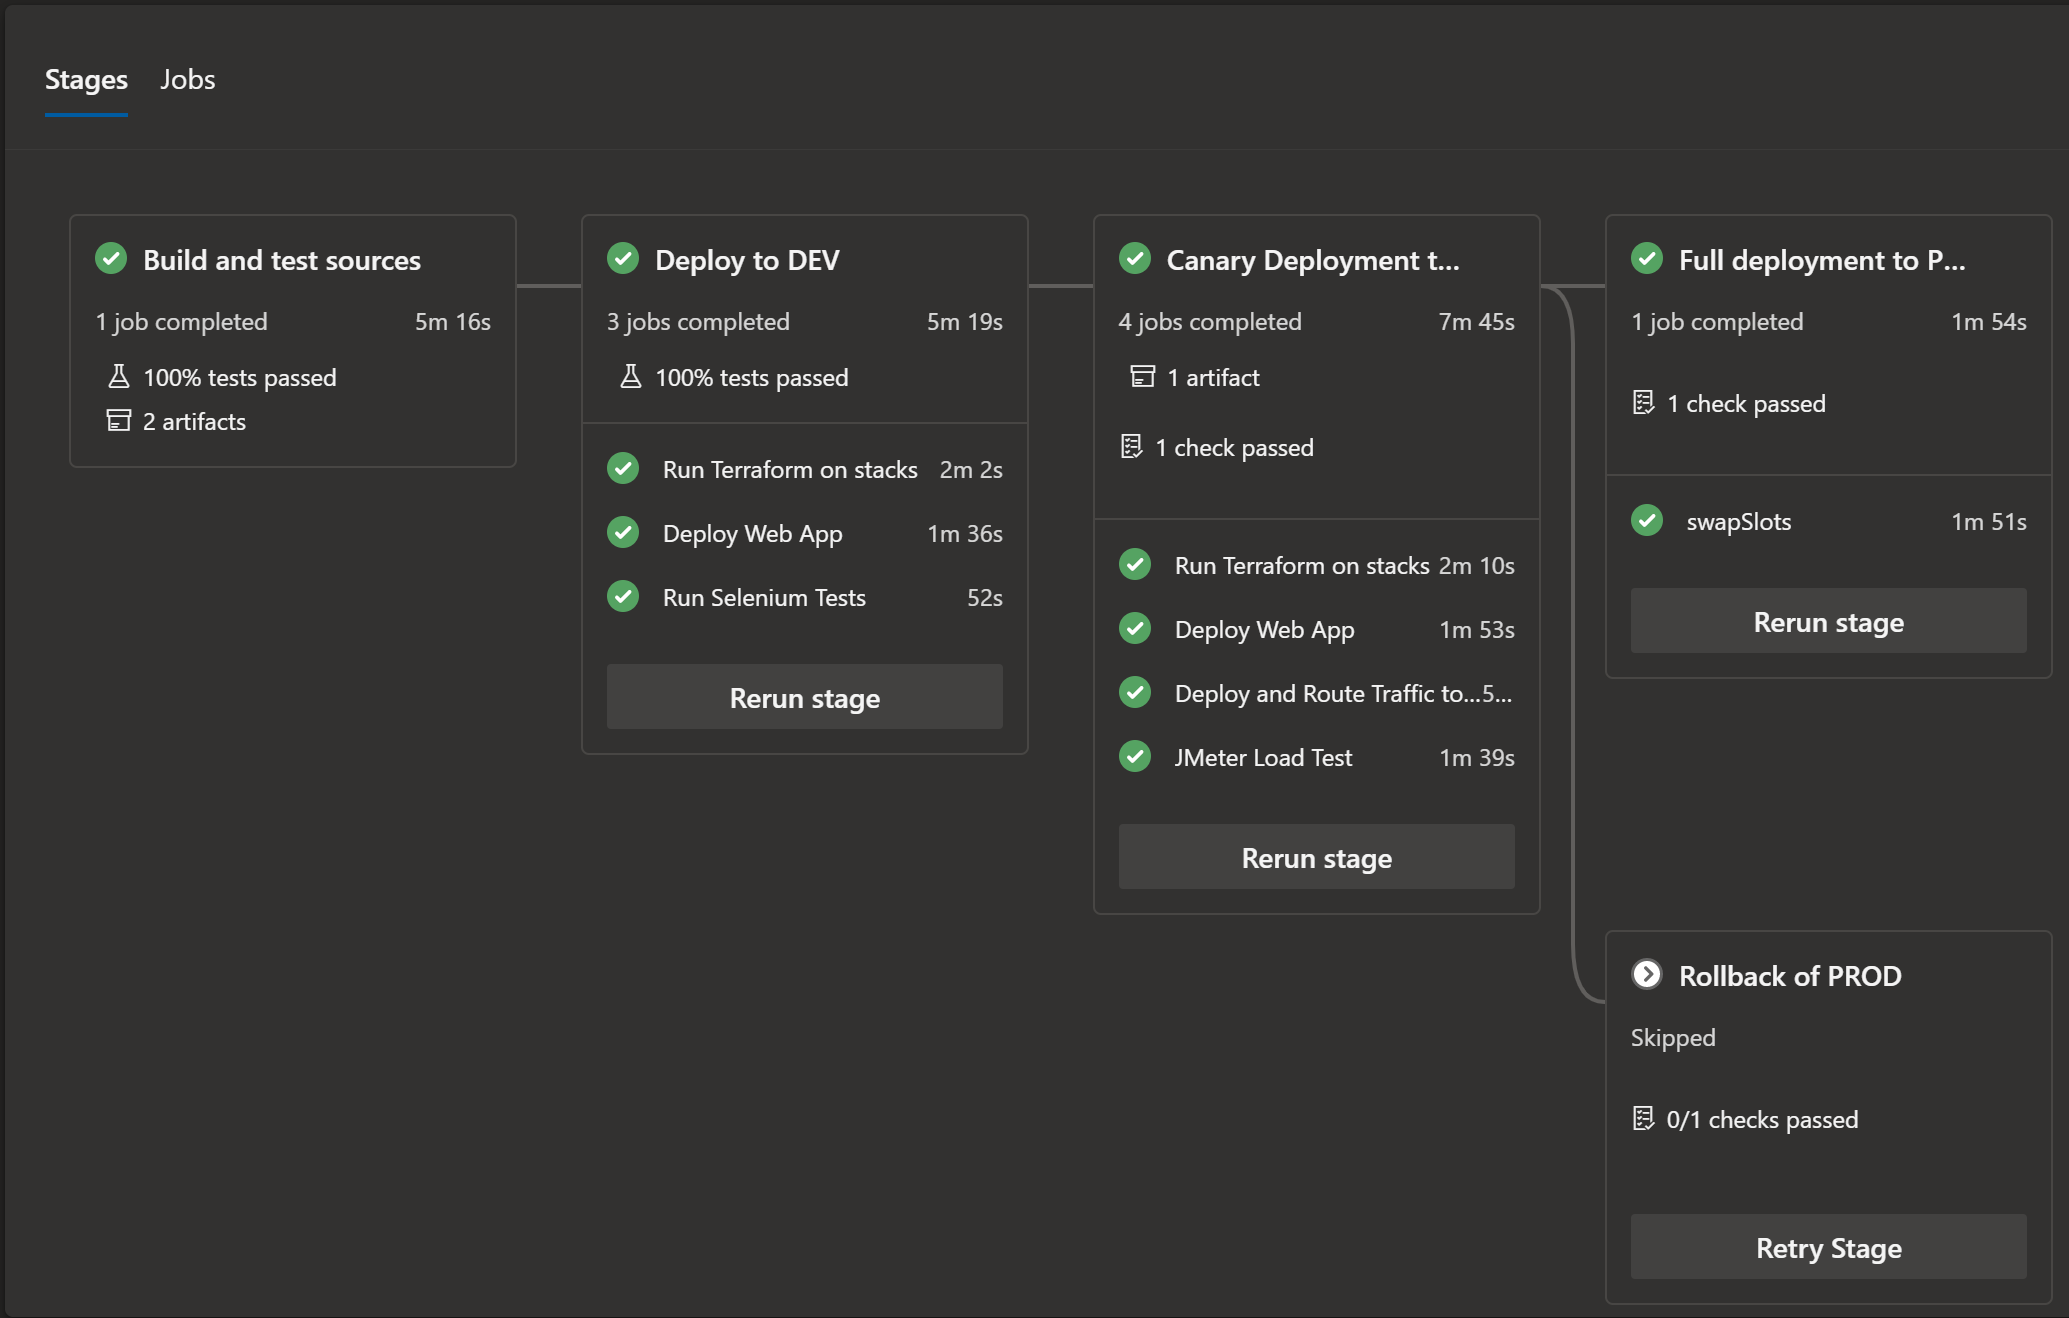 Stages Jobs
Build and test sources
1 job completed 5m 16s
100% tests passed
2 artifacts
Deploy to DEV
3 jobs completed 5m 19s
100% tests passed
Run Terraform on stacks 2m 2s
Deploy Web App 1m 36s
Run Selenium Tests 52s
Rerun stage
Canary Deployment t...
4 jobs completed 7m 45s
1 artifact
1 check passed
Run Terraform on stacks 2m 10s
Deploy Web App 1m 53s
Deploy and Route Traffic to...5...
JMeter Load Test 1m 39s
Rerun stage
Full deployment to P...
1 job completed 1m 54s
1 check passed
swapSlots 1m 51s
Rerun stage
Rollback of PROD
Skipped
0/1 checks passed
Retry Stage